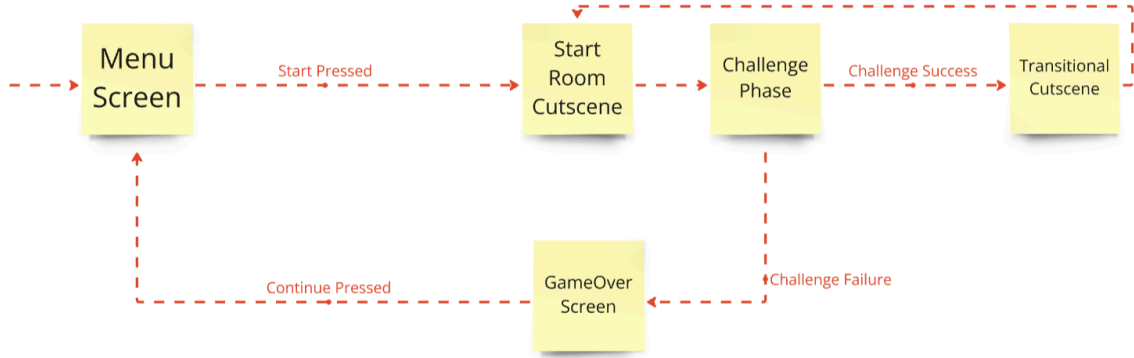 Menu
Screen
Start Pressed
Start
Room
Cutscene
Challenge
Phase
Challenge Success
Transitional
Cutscene
Challenge Failure
GameOver
Screen
Continue Pressed